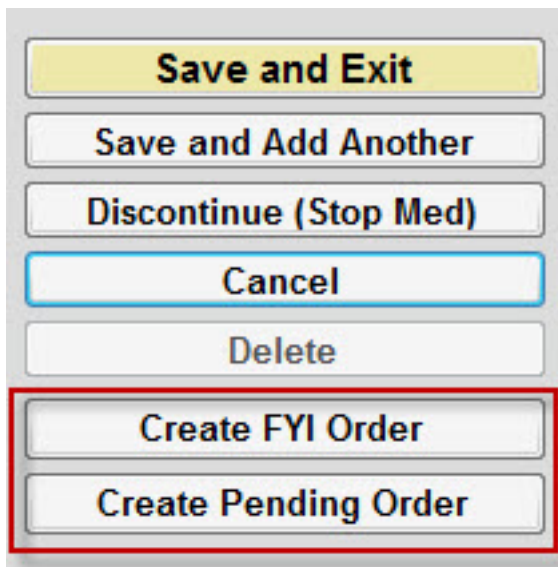 Save and Exit
Save and Add Another
Discontinue (Stop Med)
Cancel
Delete
Create FYI Order
Create Pending Order